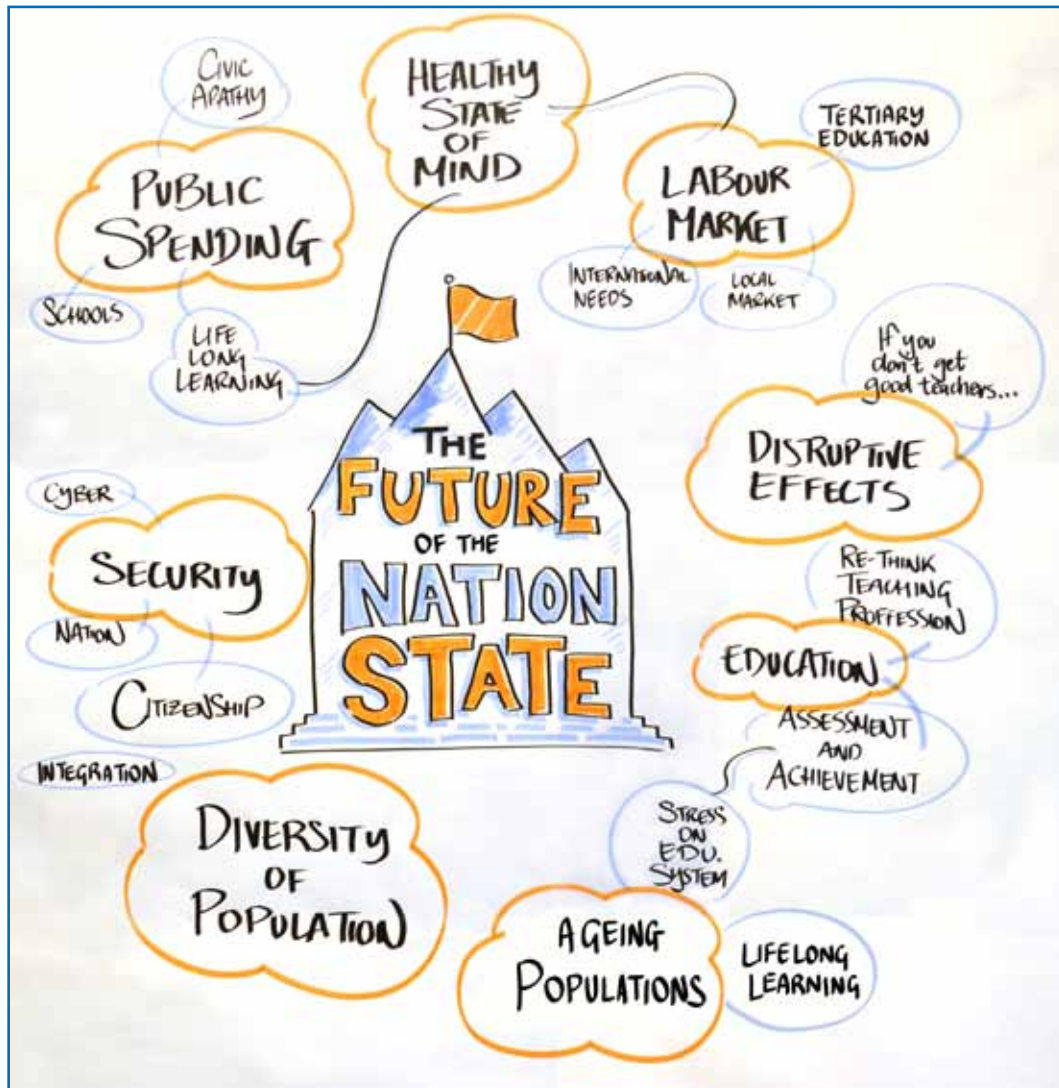 CIVIC
APATHY
PUBLIC
SPENDING
SCHOOLS
LIFE
LONG
LEARNING
HEALTHY
STATE
OF
MIND
TERTIARY
EDUCATION
LABOUR
MARKET
INTERNATIONAL
NEEDS
LOCAL
MARKET
If you
don't get
good teachers...
DISRUPTIVE
EFFECTS
THE
FUTURE
OF THE
NATION
STATE
CYBER
SECURITY
NATION
CITIZENSHIP
INTEGRATION
RE-THINK
TEACHING
PROFFESSION
EDUCATION
ASSESSMENT
AND
ACHIEVEMENT
STRESS
ON
EDU.
SYSTEM
DIVERSITY
OF
POPULATION
AGEING
POPULATIONS
LIFELONG
LEARNING